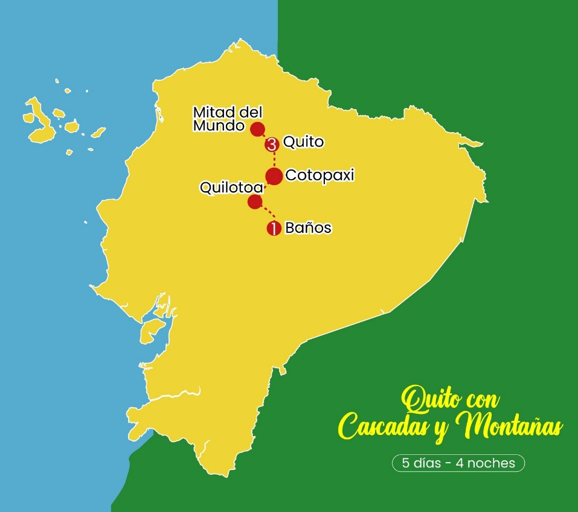 Mitad del
Mundo
3 Quito
Cotopaxi
Quilotoa
1 Baños
Quito con
Cascadas y Montañas
5 días - 4 noches